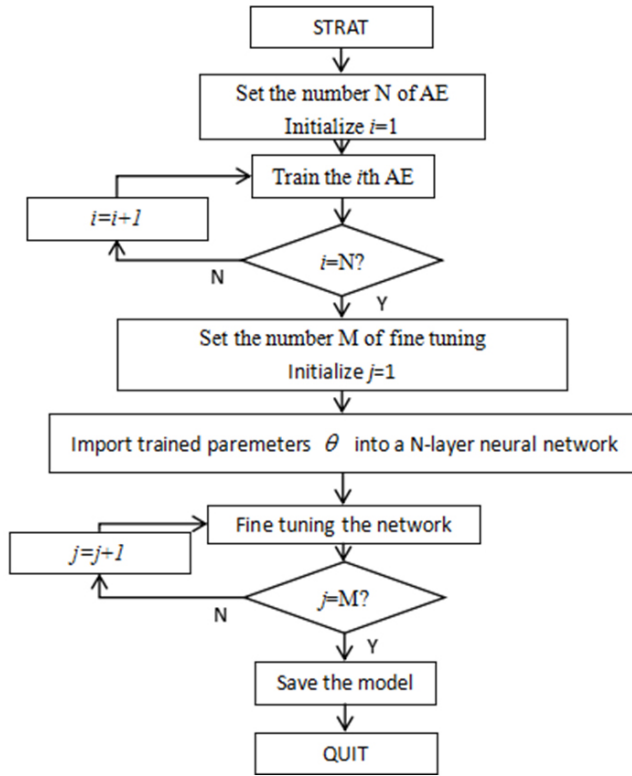 STRAT
Set the number N of AE
Initialize i=1
Train the ith AE
i=i+1
i=N?
N
Y
Set the number M of fine tuning
Initialize j=1
Import trained paremeters θ into a N-layer neural network
Fine tuning the network
j=j+1
j=M?
N
Y
Save the model
QUIT